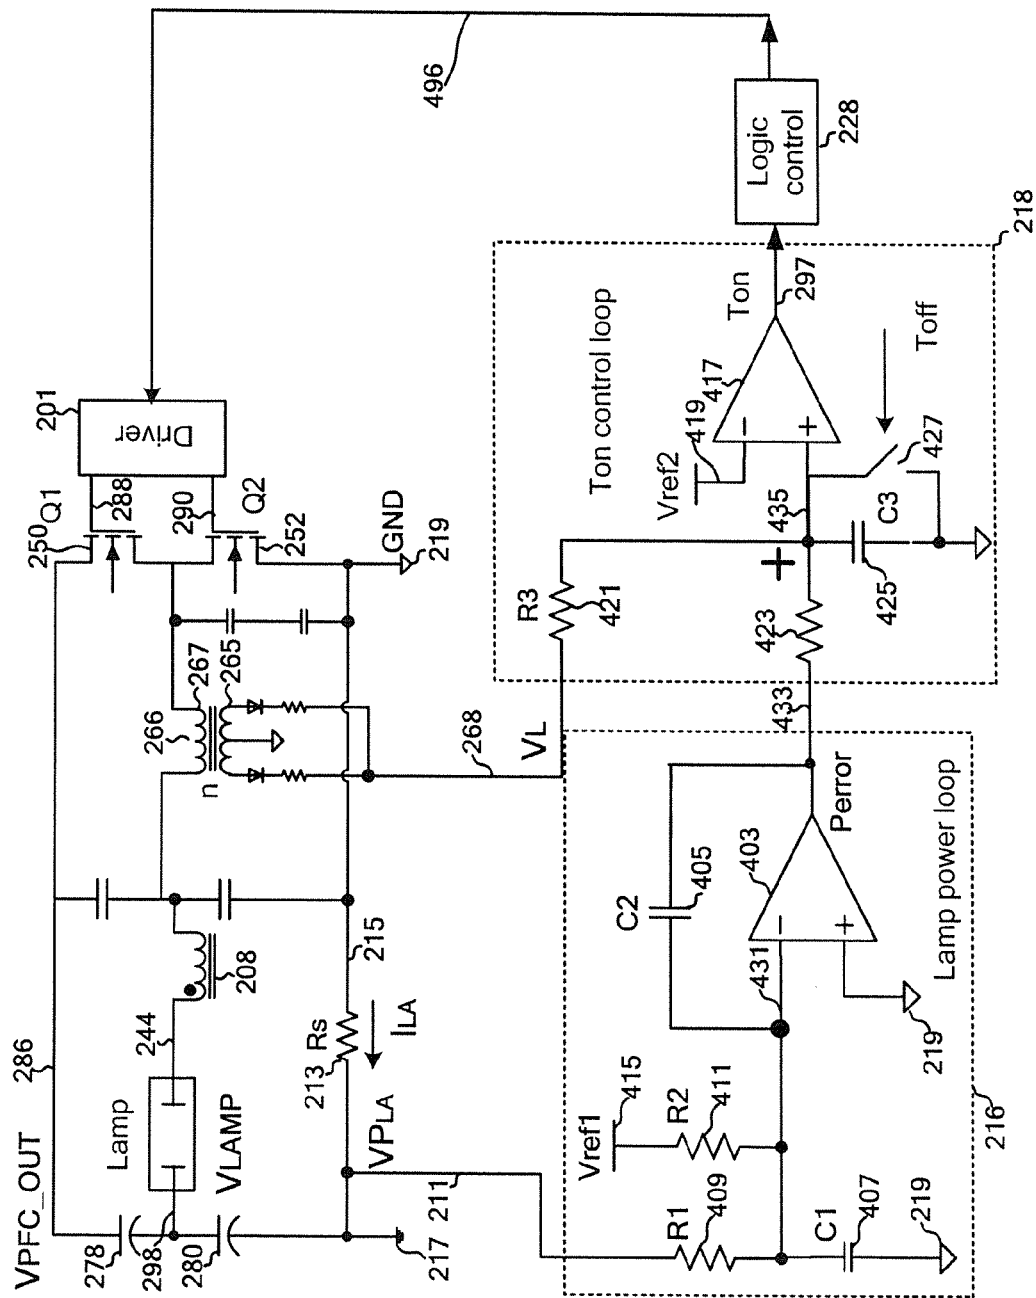 VPFC_OUT
286
278
298
280
Lamp
VLAMP
244
208
217
VPLA
213
Rs
ILA
215
211
n
266
267
265
268
VL
250
Q1
288
290
Q2
252
GND
219
201
Driver
496
Logic
control
228
218
Ton control loop
Ton
297
417
419
Vref2
435
+
−
+
Toff
427
C3
425
R3
421
423
433
Lamp power loop
Perror
403
405
C2
431
−
+
219
Vref1
415
R2
411
R1
409
C1
407
219
216